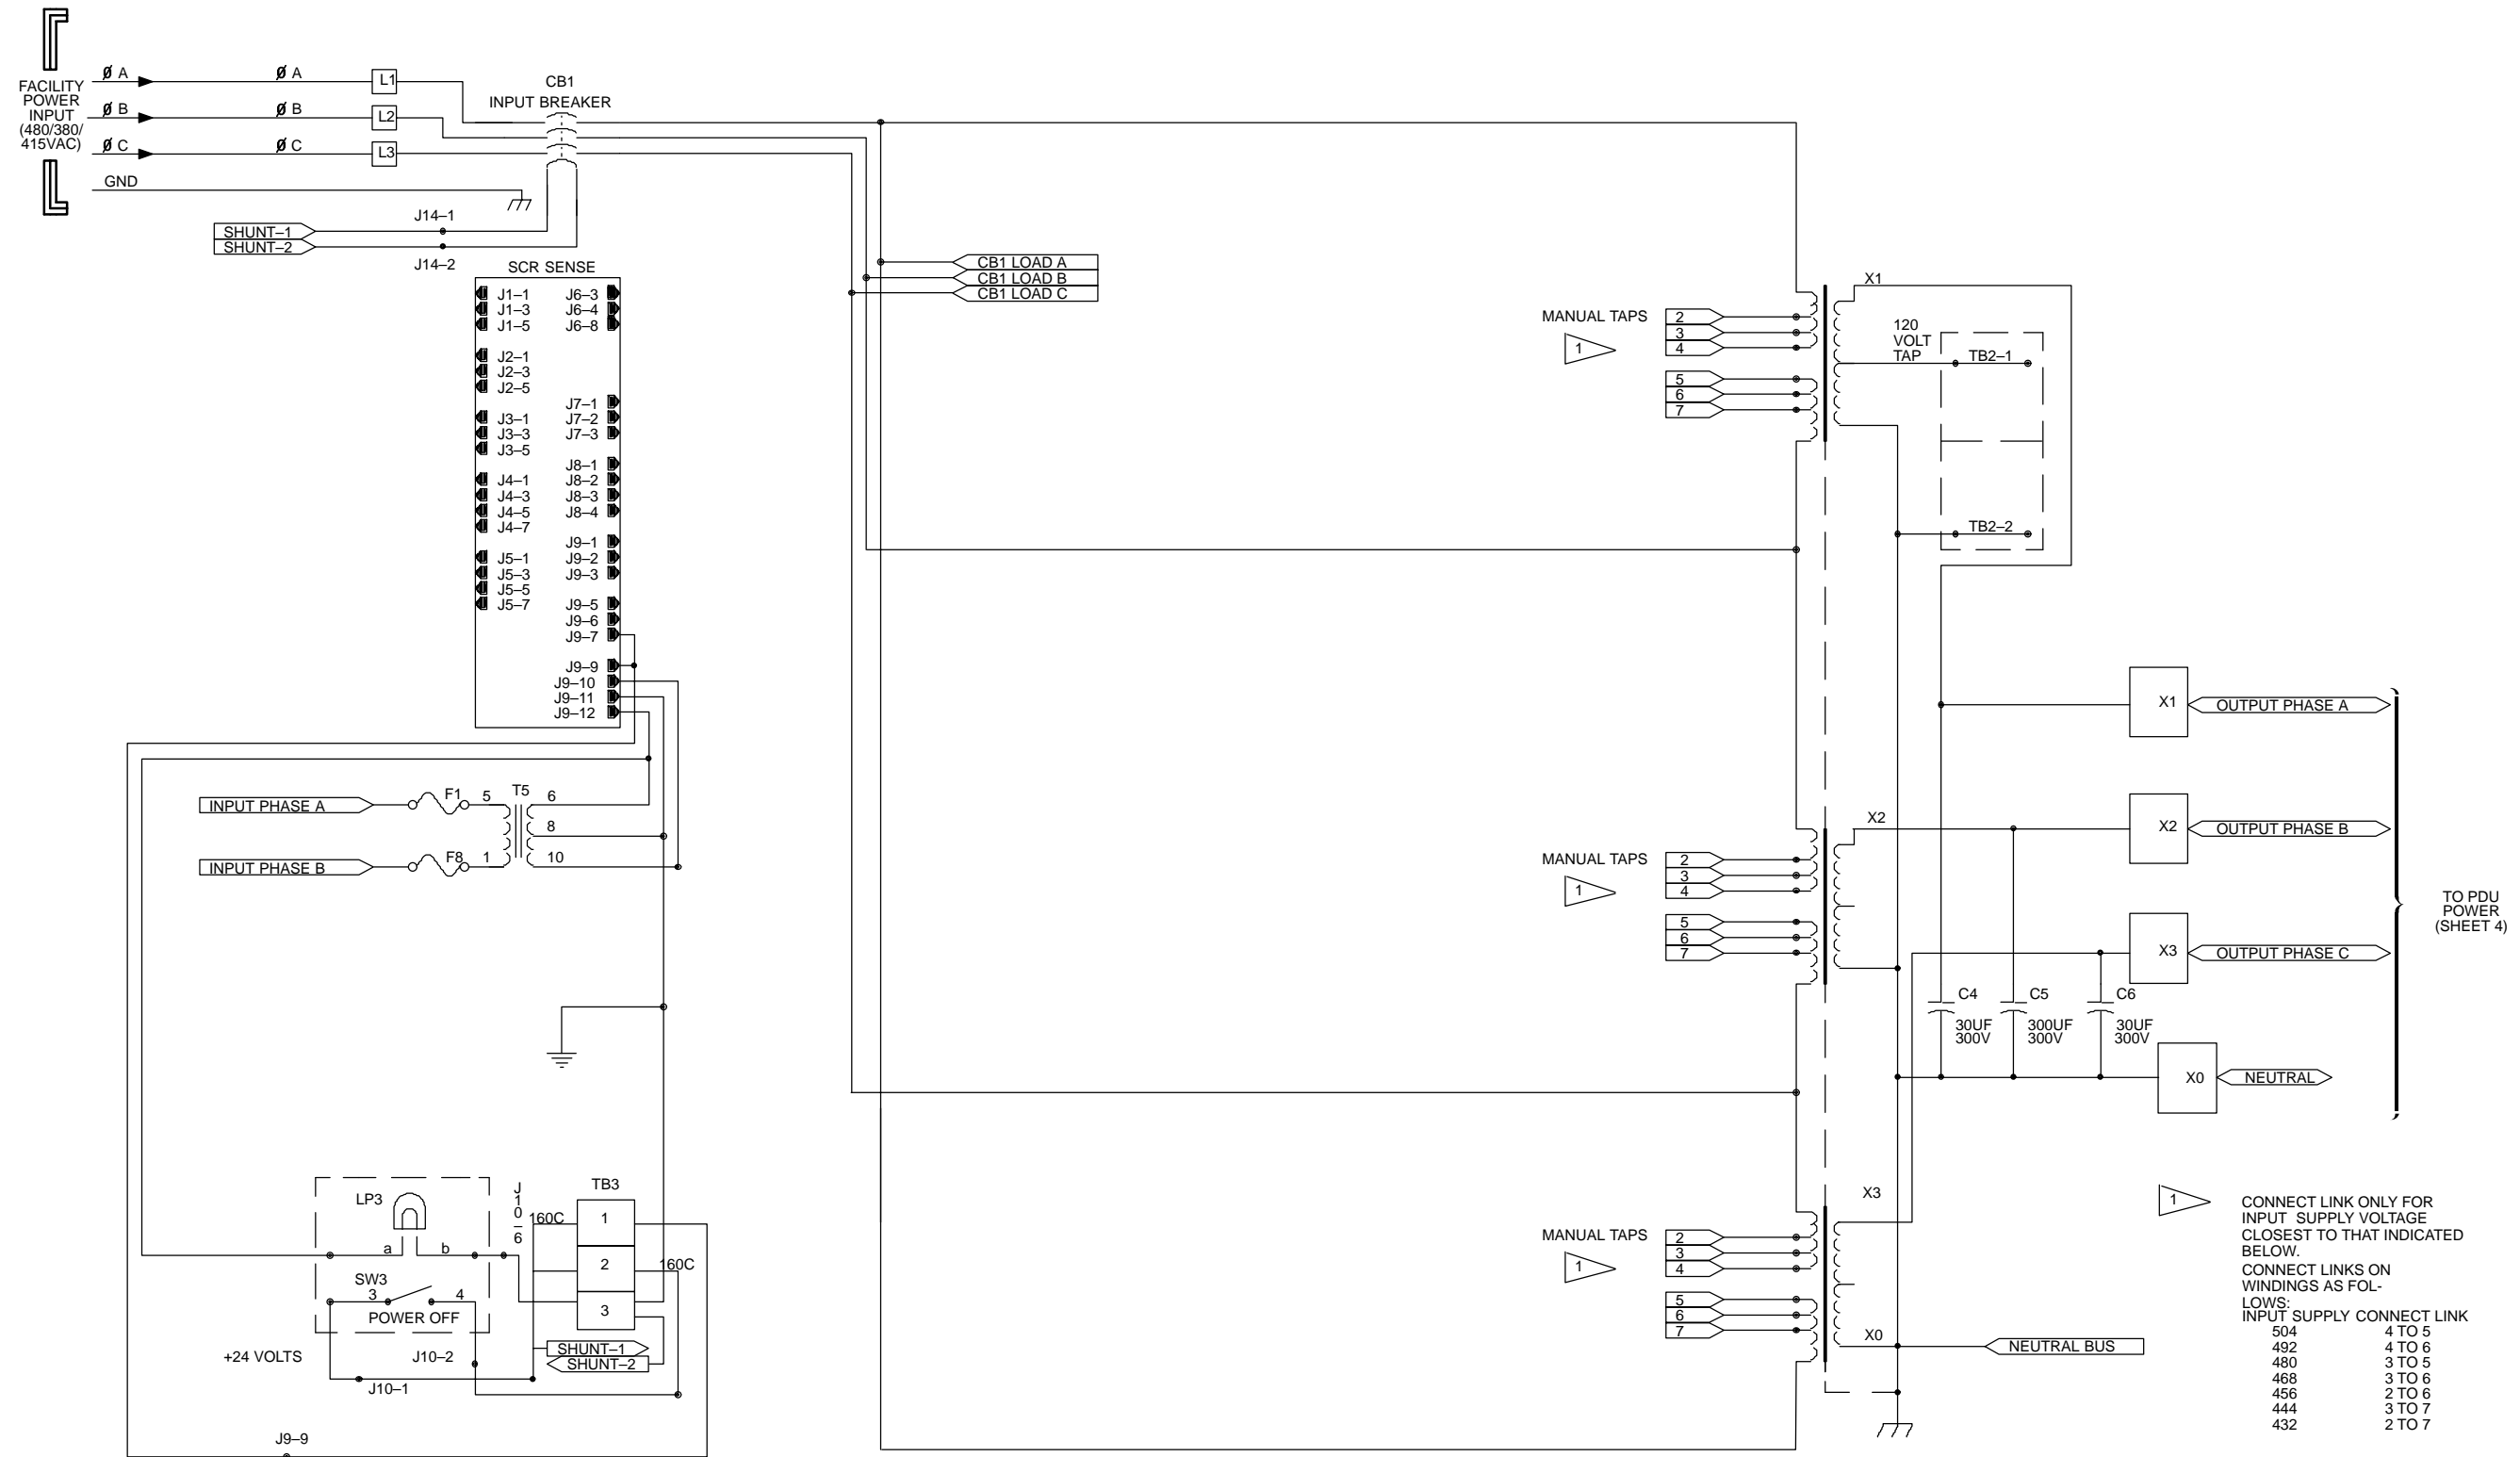 FACILITY
POWER
INPUT
(480/380/
415VAC)
Ø A
Ø A
L1
Ø B
Ø B
L2
Ø C
Ø C
L3
GND
CB1
INPUT BREAKER
J14–1
SHUNT–1
SHUNT–2
J14–2
SCR SENSE
J1–1 J6–3
J1–3 J6–4
J1–5 J6–8
J2–1
J2–3
J2–5
J7–1
J3–1 J7–2
J3–3 J7–3
J3–5
J8–1
J4–1 J8–2
J4–3 J8–3
J4–5 J8–4
J4–7
J9–1
J5–1 J9–2
J5–3 J9–3
J5–5
J5–7 J9–5
J9–6
J9–7
J9–9
J9–10
J9–11
J9–12
CB1 LOAD A
CB1 LOAD B
CB1 LOAD C
INPUT PHASE A
F1
5
T5
6
8
INPUT PHASE B
F8
1
10
LP3
a
b
SW3
3
4
POWER OFF
J10–6
160C
TB3
1
2
160C
3
SHUNT–1
SHUNT–2
+24 VOLTS
J10–2
J10–1
J9–9
MANUAL TAPS
1
2
3
4
5
6
7
X1
120
VOLT
TAP
TB2–1
TB2–2
MANUAL TAPS
1
2
3
4
5
6
7
X2
MANUAL TAPS
1
2
3
4
5
6
7
X3
X0
NEUTRAL BUS
X1
OUTPUT PHASE A
X2
OUTPUT PHASE B
X3
OUTPUT PHASE C
C4
30UF
300V
C5
300UF
300V
C6
30UF
300V
X0
NEUTRAL
TO PDU
POWER
(SHEET 4)
1
CONNECT LINK ONLY FOR
INPUT SUPPLY VOLTAGE
CLOSEST TO THAT INDICATED
BELOW.
CONNECT LINKS ON
WINDINGS AS FOL-
LOWS:
INPUT SUPPLY CONNECT LINK
504 4 TO 5
492 4 TO 6
480 3 TO 5
468 3 TO 6
456 2 TO 6
444 3 TO 7
432 2 TO 7